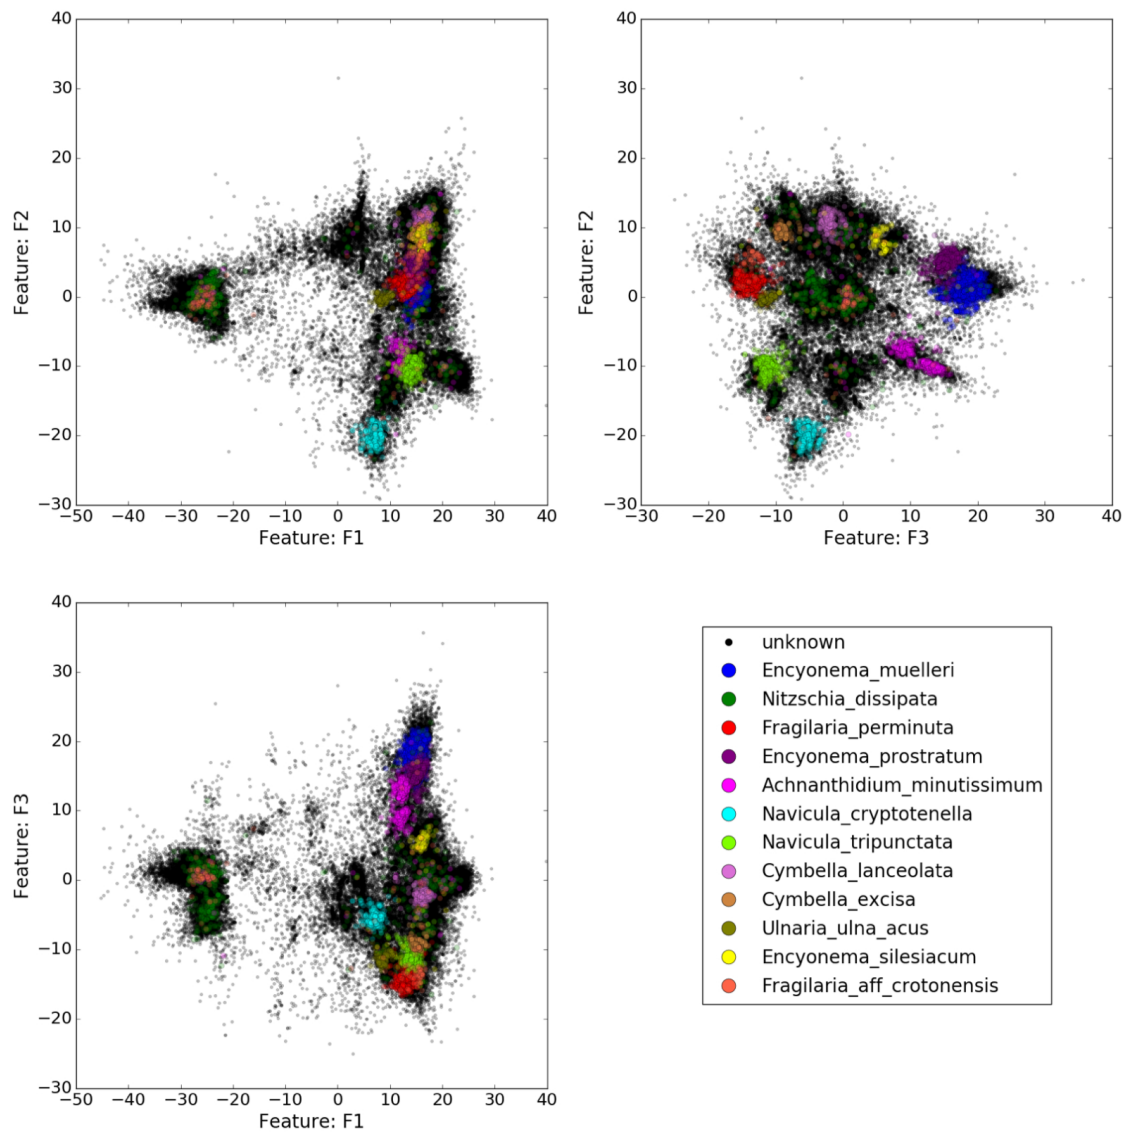 40
30
20
10
0
−10
−20
−30
−50
−40
−30
−20
−10
0
10
20
30
40
Feature: F2
Feature: F1
40
30
20
10
0
−10
−20
−30
−30
−20
−10
0
10
20
30
40
Feature: F2
Feature: F3
40
30
20
10
0
−10
−20
−30
−50
−40
−30
−20
−10
0
10
20
30
40
Feature: F3
Feature: F1
unknown
Encyonema_muelleri
Nitzschia_dissipata
Fragilaria_perminuta
Encyonema_prostratum
Achnanthidium_minutissimum
Navicula_cryptotenella
Navicula_tripunctata
Cymbella_lanceolata
Cymbella_excisa
Ulnaria_ulna_acus
Encyonema_silesiacum
Fragilaria_aff_crotonensis